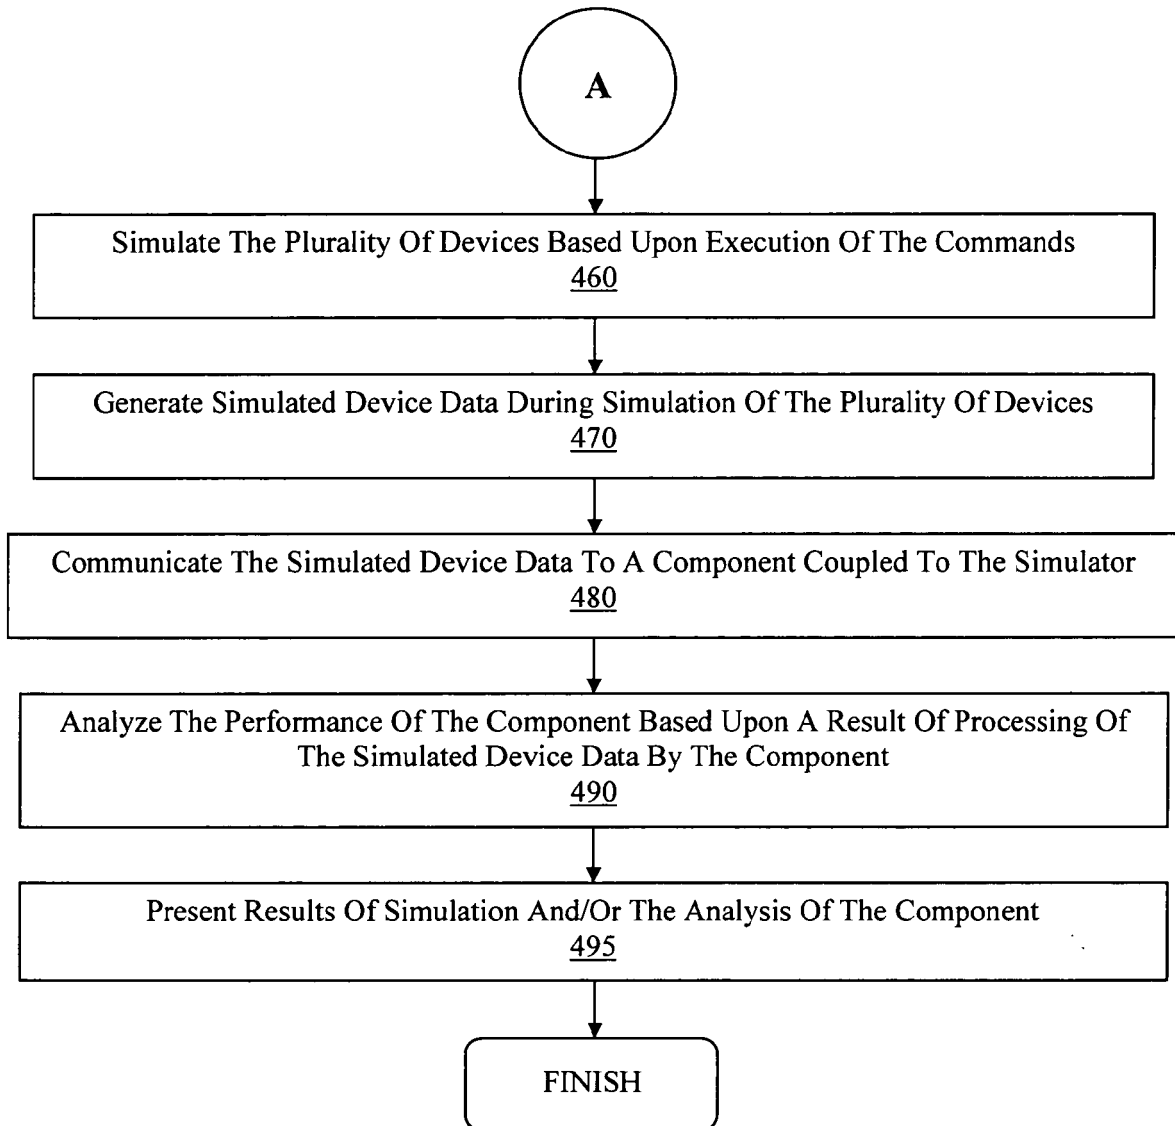 A
Simulate The Plurality Of Devices Based Upon Execution Of The Commands
460
Generate Simulated Device Data During Simulation Of The Plurality Of Devices
470
Communicate The Simulated Device Data To A Component Coupled To The Simulator
480
Analyze The Performance Of The Component Based Upon A Result Of Processing Of
The Simulated Device Data By The Component
490
Present Results Of Simulation And/Or The Analysis Of The Component
495
FINISH